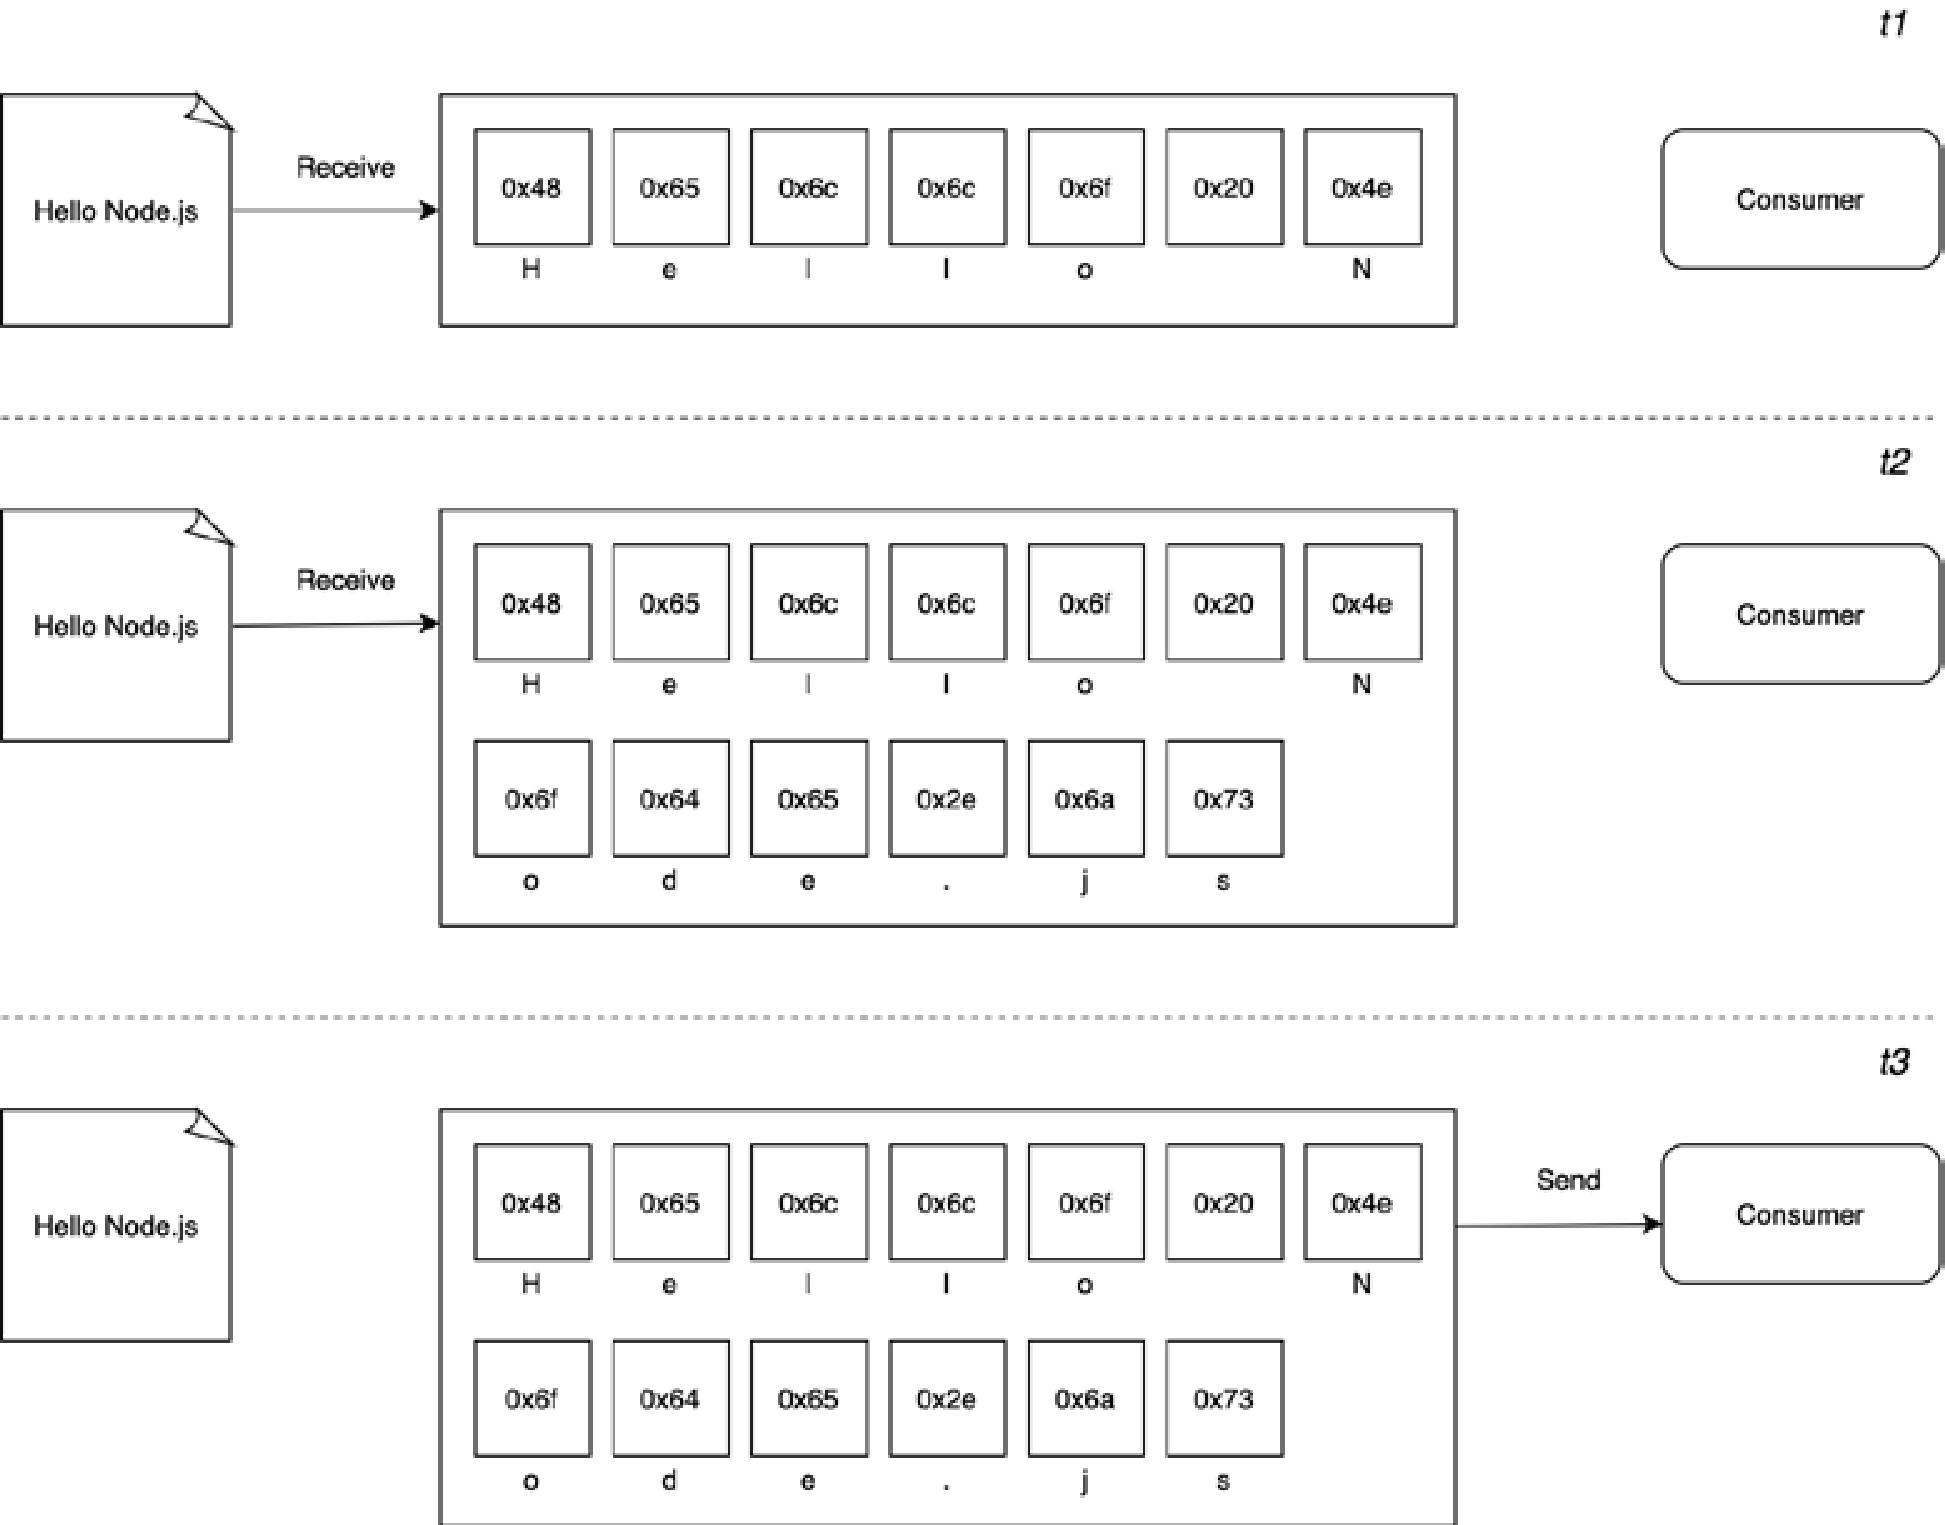 t1
Receive
Hello Node.js
0x48 0x65 0x6c 0x6c 0x6f 0x20 0x4e
H e l l o N
Consumer
t2
Receive
Hello Node.js
0x48 0x65 0x6c 0x6c 0x6f 0x20 0x4e
H e l l o N
Consumer
0x6f 0x64 0x65 0x2e 0x6a 0x73
o d e . j s
t3
Hello Node.js
0x48 0x65 0x6c 0x6c 0x6f 0x20 0x4e
H e l l o N
Send
Consumer
0x6f 0x64 0x65 0x2e 0x6a 0x73
o d e . j s